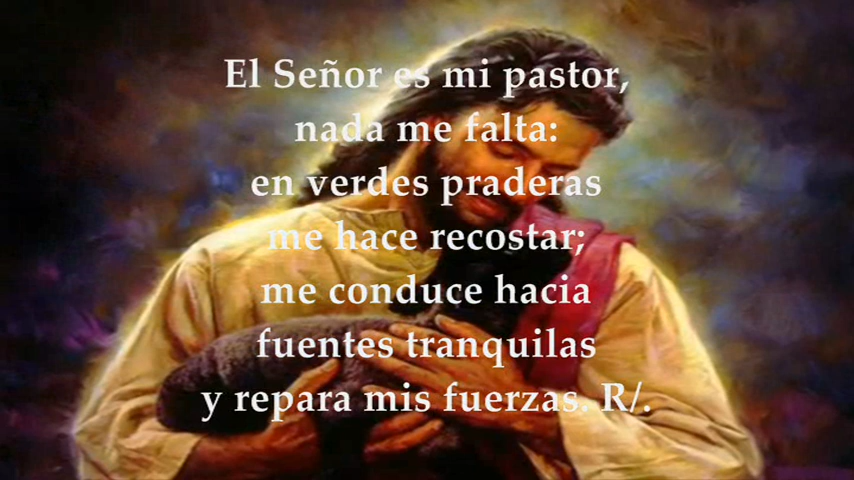 El Señor es mi pastor,
nada me falta:
en verdes praderas
me hace recostar;
me conduce hacia
fuentes tranquilas
y repara mis fuerzas. R/.